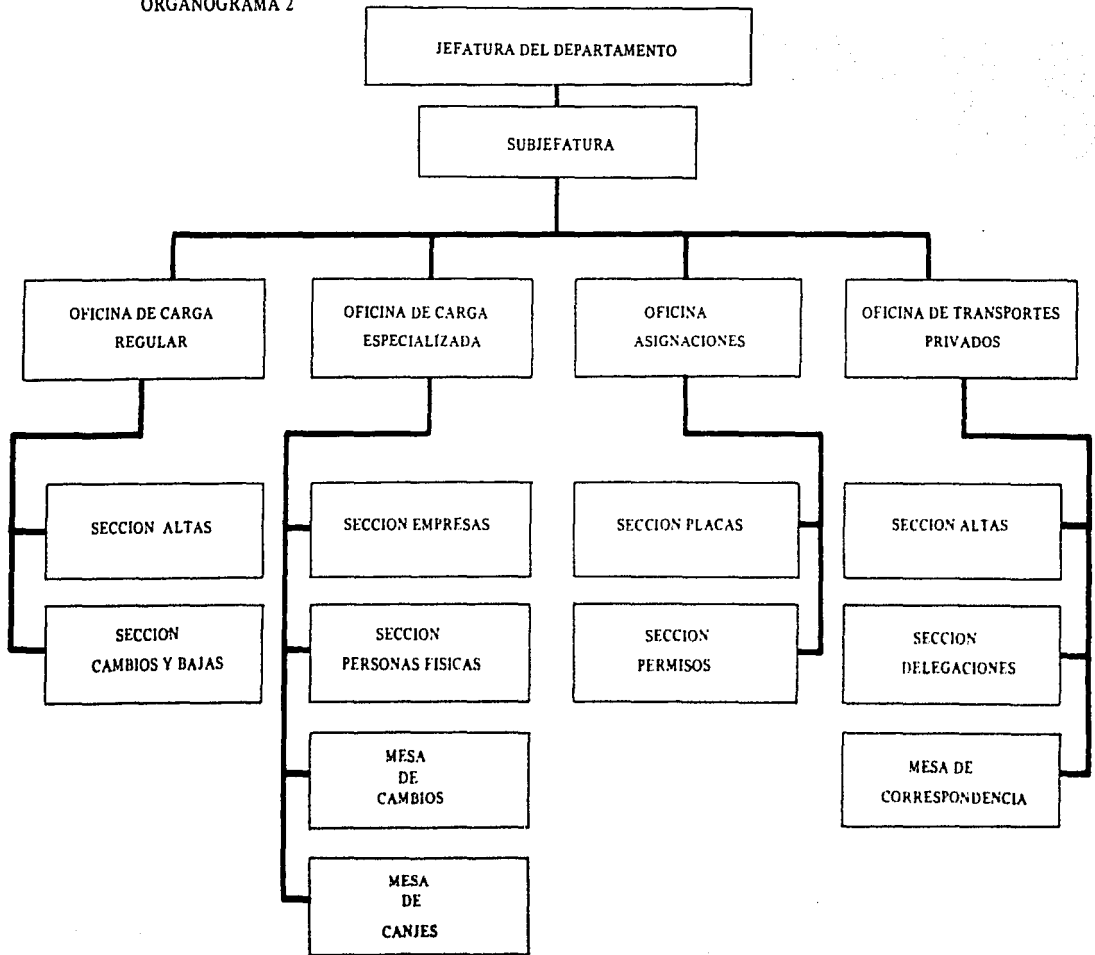 ORGANOGRAMA 2
JEFATURA DEL DEPARTAMENTO
SUBJEFATURA
OFICINA DE CARGA
REGULAR
OFICINA DE CARGA
ESPECIALIZADA
OFICINA
ASIGNACIONES
OFICINA DE TRANSPORTES
PRIVADOS
SECCION ALTAS
SECCION EMPRESAS
SECCION PLACAS
SECCION ALTAS
SECCION
CAMBIOS Y BAJAS
SECCION
PERSONAS FISICAS
SECCION
PERMISOS
SECCION
DELEGACIONES
MESA
DE
CAMBIOS
MESA DE
CORRESPONDENCIA
MESA
DE
CANJES